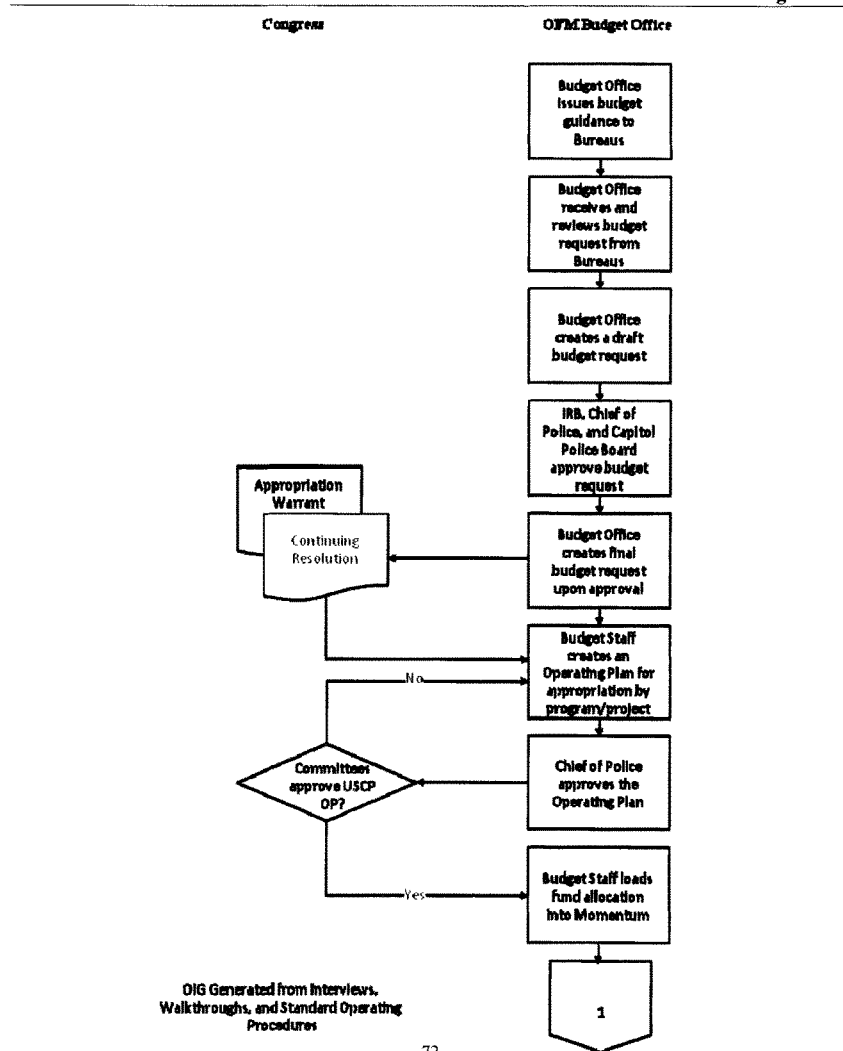 Congress
OFM Budget Office
Budget Office
issues budget
guidance to
Bureaus
Budget Office
receives and
reviews budget
request from
Bureaus
Budget Office
creates a draft
budget request
IRB, Chief of
Police, and Capitol
Police Board
approve budget
request
Appropriation
Warrant
Continuing
Resolution
Budget Office
creates final
budget request
upon approval
Budget Staff
creates an
Operating Plan for
appropriation by
program/project
No
Committees
approve USCP
OP?
Chief of Police
approves the
Operating Plan
Yes
Budget Staff loads
fund allocation
into Momentum
OIG Generated from Interviews,
Walkthroughs, and Standard Operating
Procedures
1